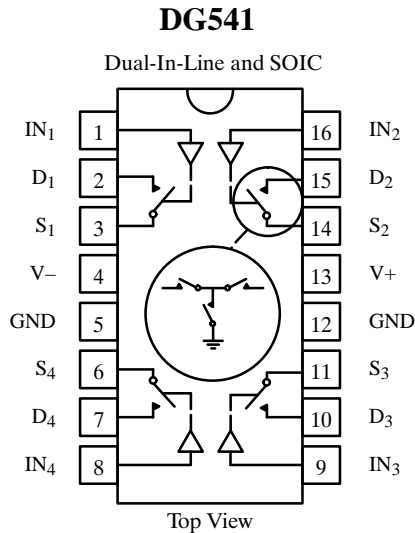 DG541
Dual-In-Line and SOIC
IN1 1 16 IN2
D1 2 15 D2
S1 3 14 S2
V– 4 13 V+
GND 5 12 GND
S4 6 11 S3
D4 7 10 D3
IN4 8 9 IN3
Top View